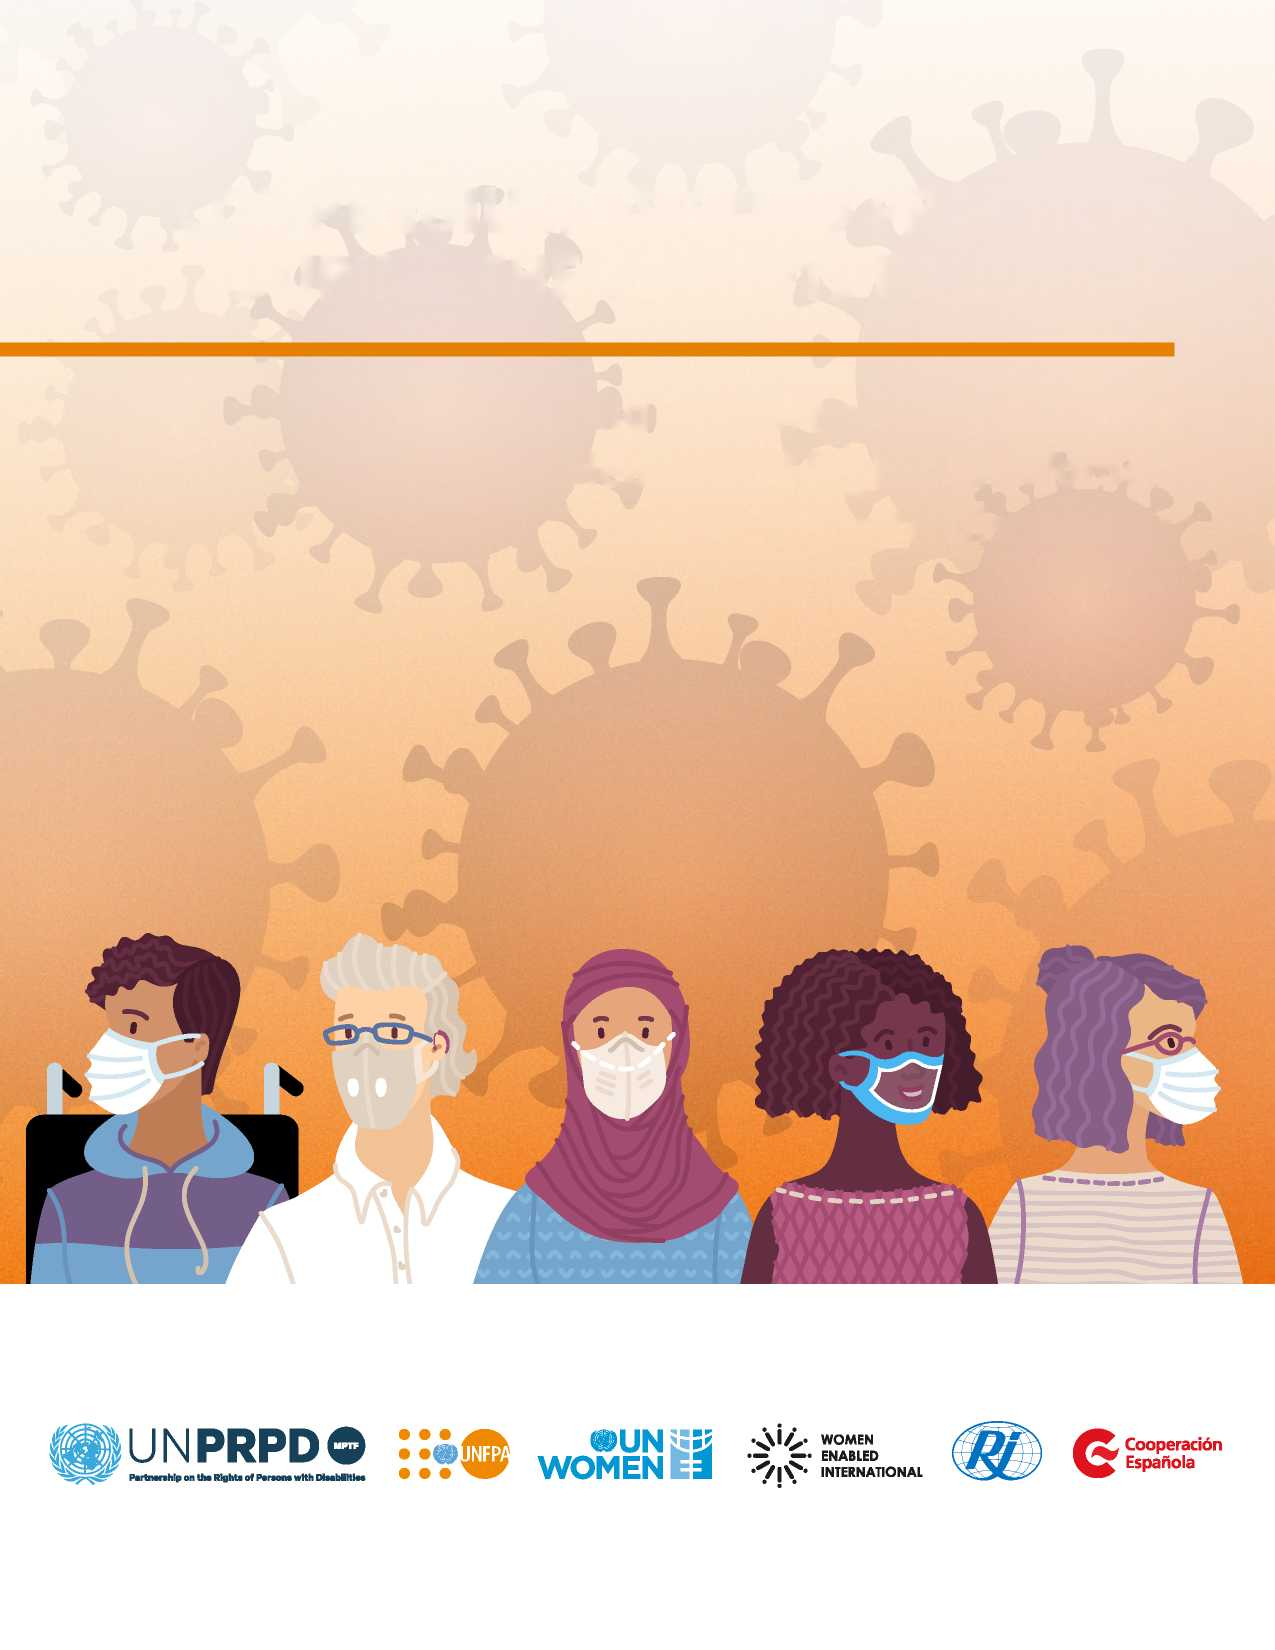 UNPRPD MPTF
Partnership on the Rights of Persons with Disabilities
UNFPA
UN
WOMEN
WOMEN
ENABLED
INTERNATIONAL
Ri
Cooperación
Española